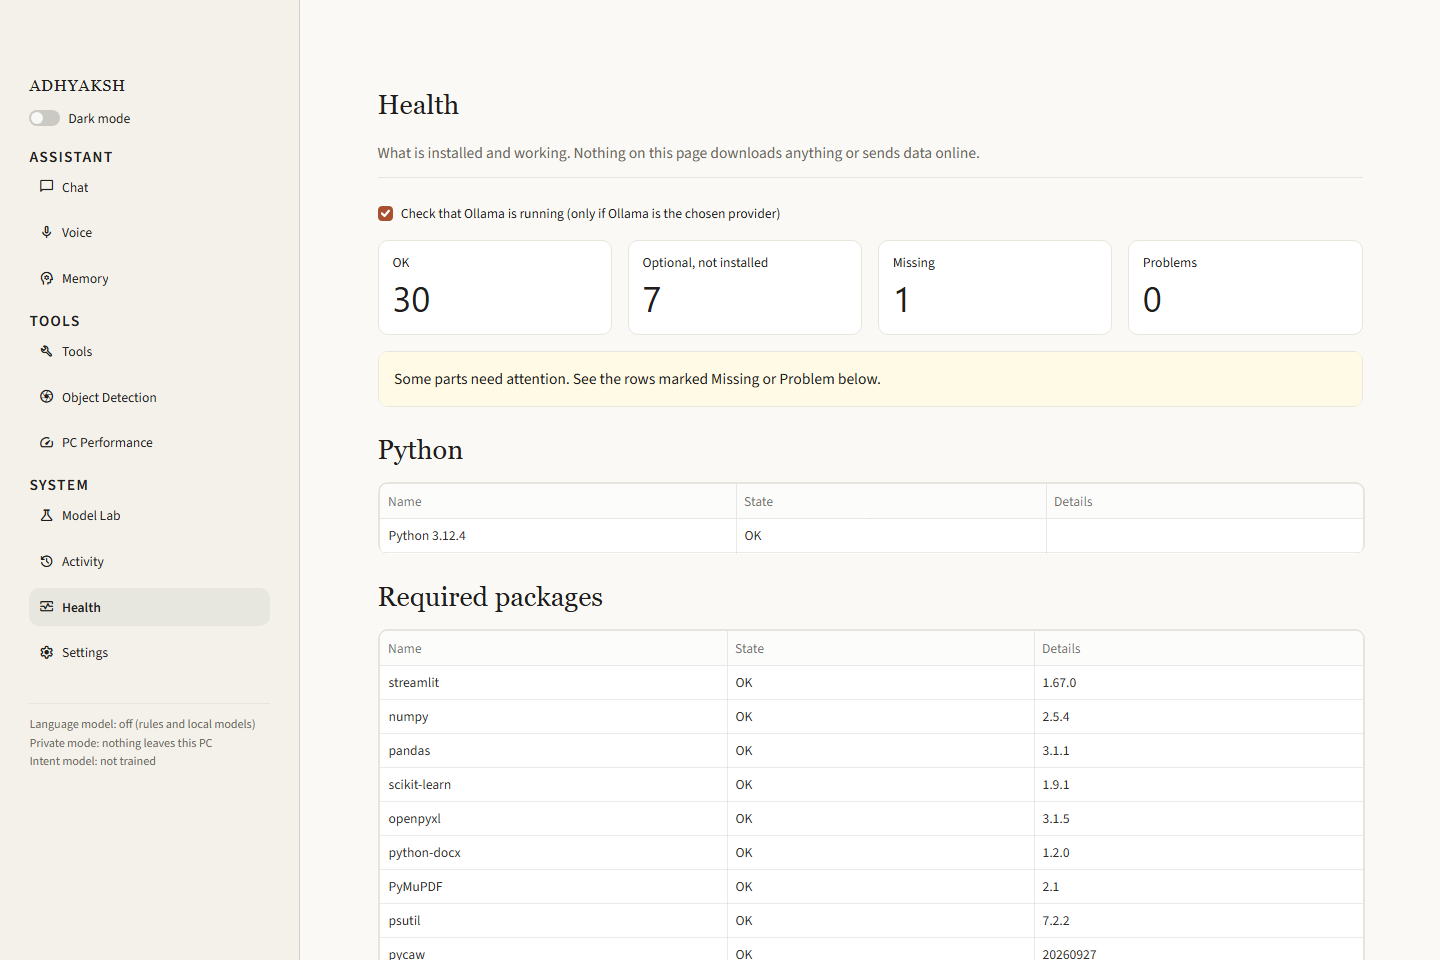 ADHYAKSH
Dark mode
ASSISTANT
Chat
Voice
Memory
TOOLS
Tools
Object Detection
PC Performance
SYSTEM
Model Lab
Activity
Health
Settings
Language model: off (rules and local models)
Private mode: nothing leaves this PC
Intent model: not trained
Health
What is installed and working. Nothing on this page downloads anything or sends data online.
Check that Ollama is running (only if Ollama is the chosen provider)
OK
30
Optional, not installed
7
Missing
1
Problems
0
Some parts need attention. See the rows marked Missing or Problem below.
Python
Name State Details
Python 3.12.4 OK
Required packages
Name State Details
streamlit OK 1.67.0
numpy OK 2.5.4
pandas OK 3.1.1
scikit-learn OK 1.9.1
openpyxl OK 3.1.5
python-docx OK 1.2.0
PyMuPDF OK 2.1
psutil OK 7.2.2
pycaw OK 20260927